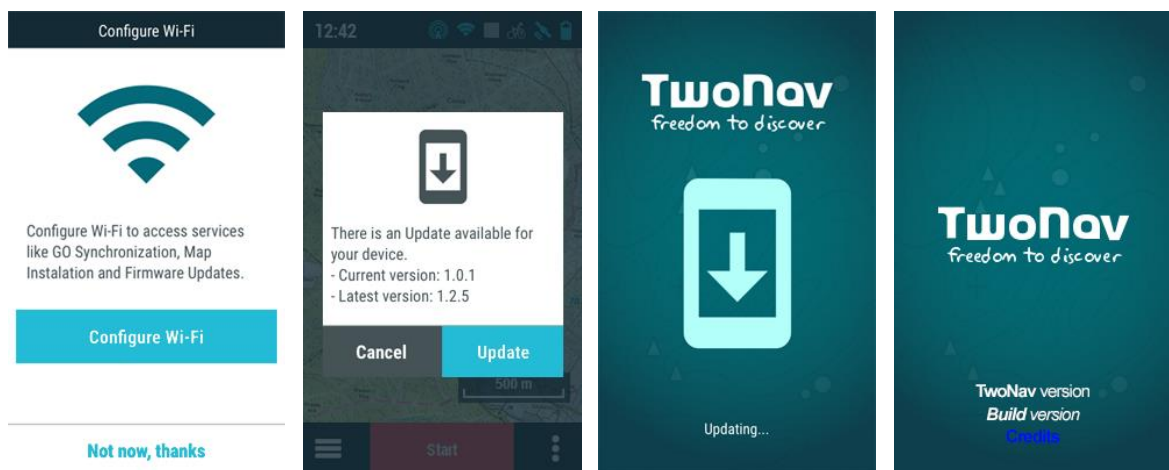 Configure Wi-Fi
Configure Wi-Fi to access services
like GO Synchronization, Map
Instalation and Firmware Updates.
Configure Wi-Fi
Not now, thanks
12:42
There is an Update available for
your device.
- Current version: 1.0.1
- Latest version: 1.2.5
Cancel
Update
500 m
Start
TwoNav
freedom to discover
Updating...
TwoNav
freedom to discover
TwoNav version
Build version
Credits